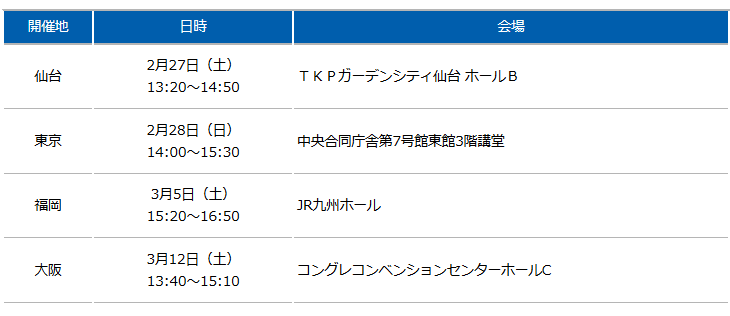 開催地 日時 会場
仙台 2月27日（土） ＴＫＰガーデンシティ仙台 ホールＢ
13:20～14:50
東京 2月28日（日） 中央合同庁舎第7号館東館3階講堂
14:00～15:30
福岡 3月5日（土） JR九州ホール
15:20～16:50
大阪 3月12日（土） コングレコンベンションセンターホールC
13:40～15:10